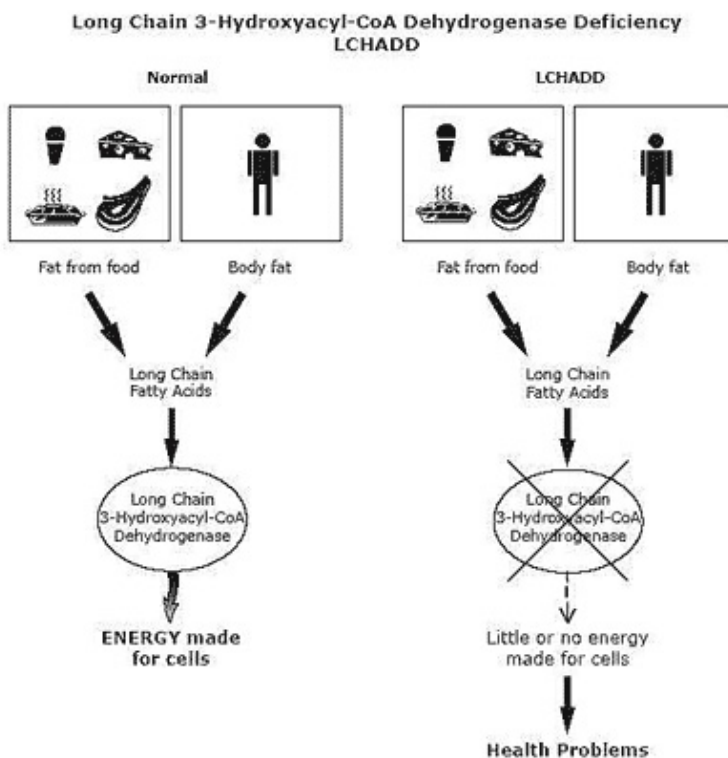 Long Chain 3-Hydroxyacyl-CoA Dehydrogenase Deficiency
LCHADD
Normal
Fat from food
Body fat
Long Chain
Fatty Acids
Long Chain
3-Hydroxyacyl-CoA
Dehydrogenase
ENERGY made
for cells
LCHADD
Fat from food
Body fat
Long Chain
Fatty Acids
Long Chain
3-Hydroxyacyl-CoA
Dehydrogenase
Little or no energy
made for cells
Health Problems